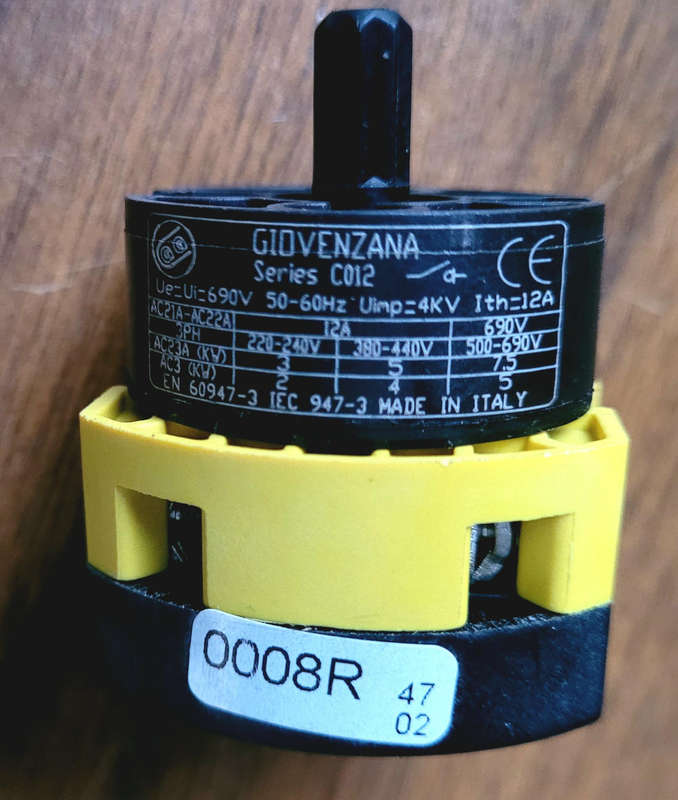 GIOVENZANA
Series C012
CE
Ue=Ui=690V 50-60Hz Uimp=4KV Ith=12A
AC21A-AC22A 12A 690V
3PH 220-240V 380-440V 500-690V
AC23A (KW) 3 5 7.5
AC3 (KW) 2 4 5
EN 60947-3 IEC 947-3 MADE IN ITALY
0008R
47
02